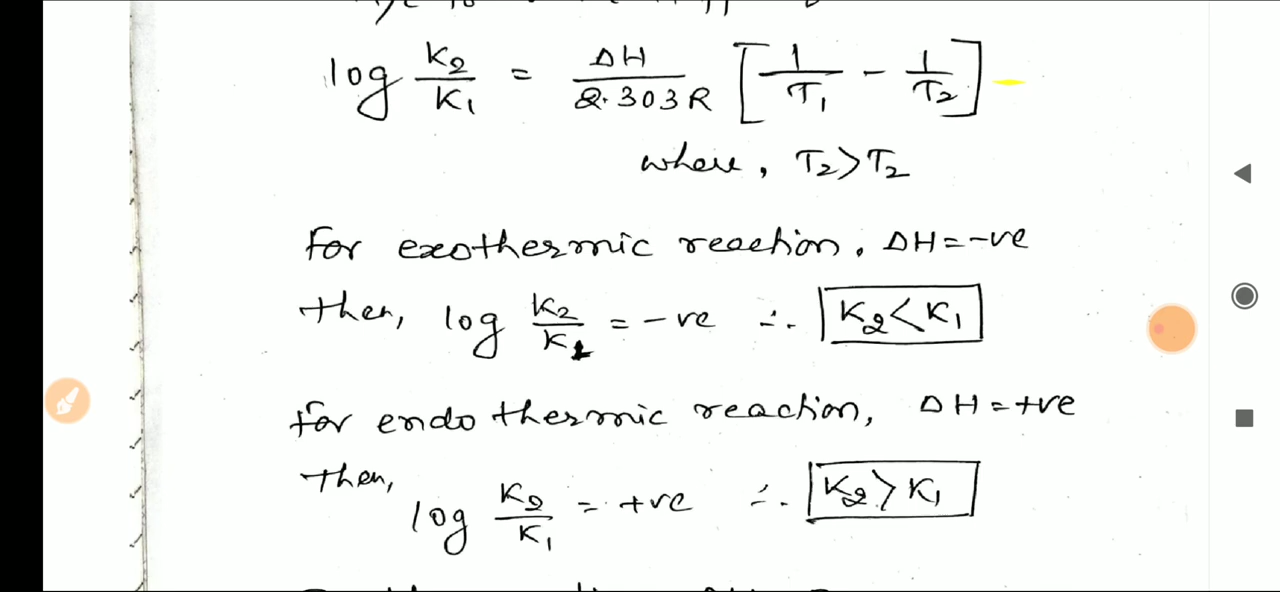 log K₂/K₁ = ΔH/2.303R [1/T₁ - 1/T₂]
where, T₂>T₂
For exothermic reaction, ΔH=-ve
then, log K₂/K₁ = -ve ∴ K₂<K₁
for endothermic reaction, ΔH=+ve
then, log K₂/K₁ = +ve ∴ K₂>K₁